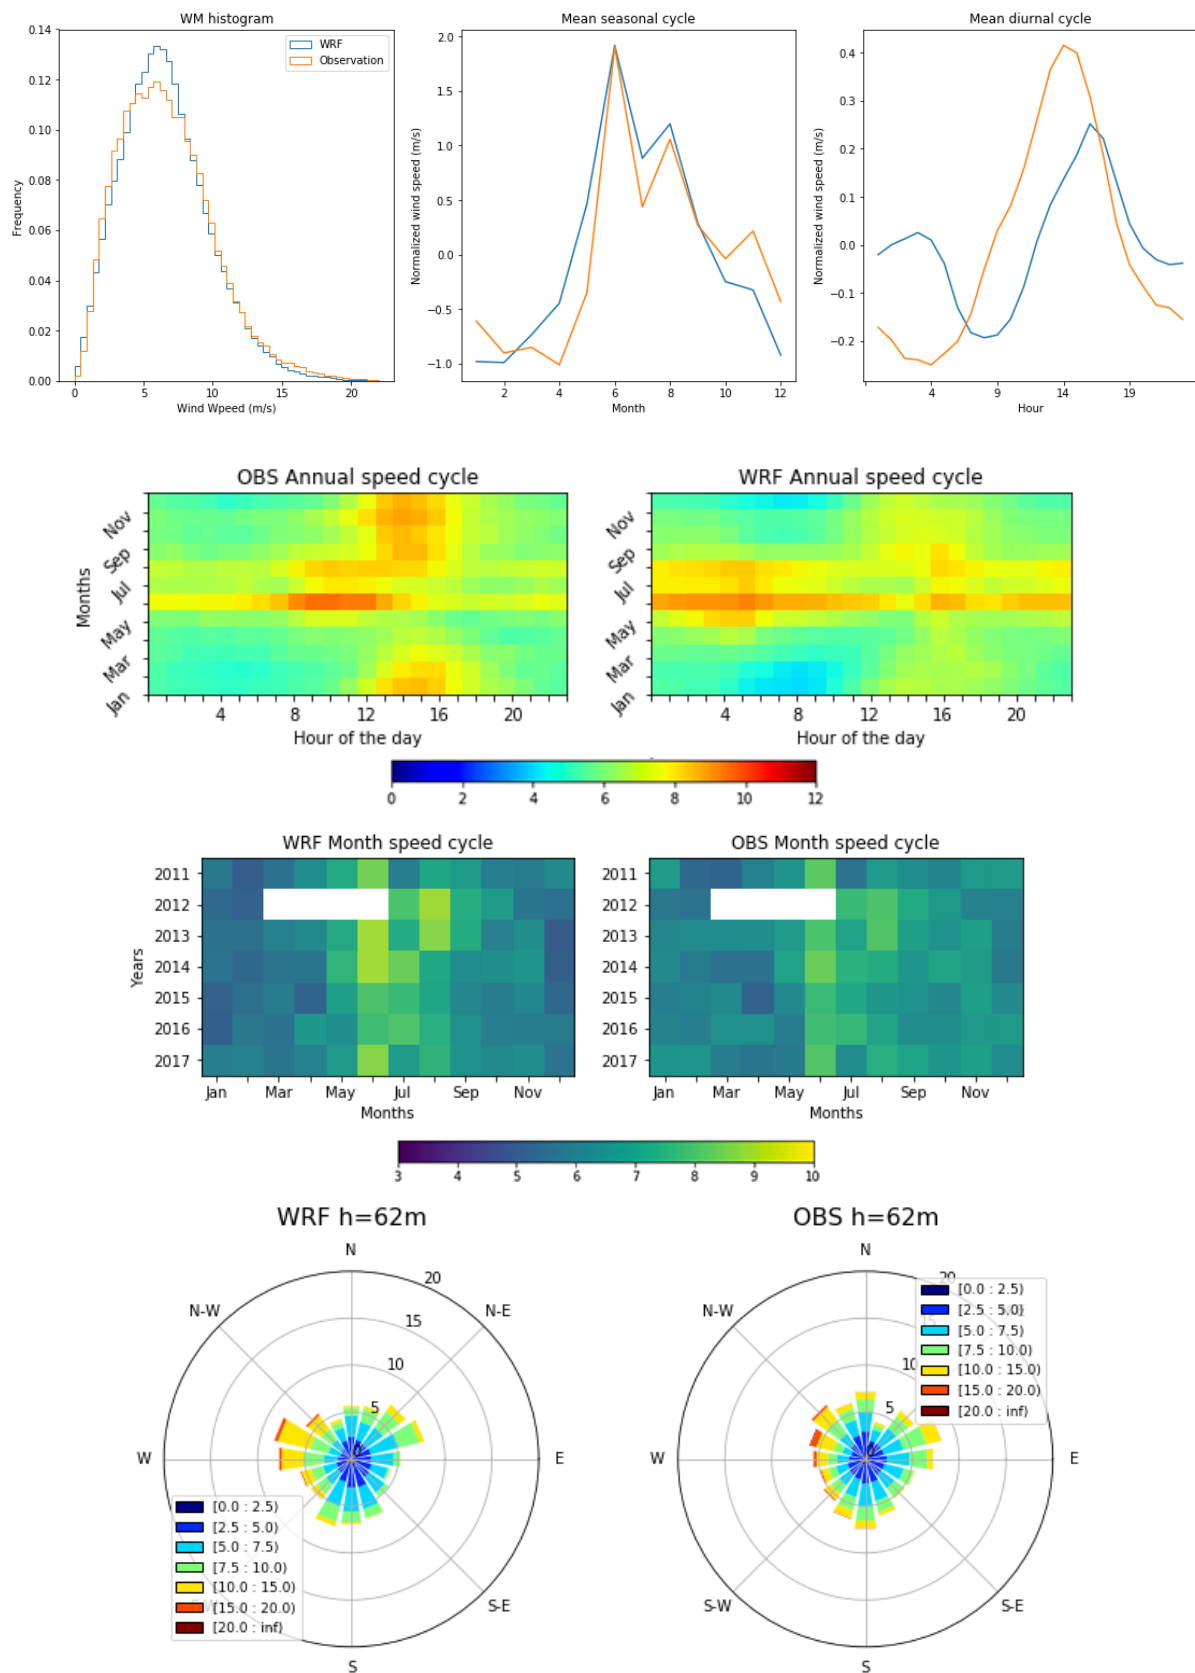 WM histogram
Mean seasonal cycle
Mean diurnal cycle
WRF
Observation
0.14
0.12
0.10
0.08
0.06
0.04
0.02
0.00
Frequency
0 5 10 15 20
Wind Wpeed (m/s)
2.0
1.5
1.0
0.5
0.0
−0.5
−1.0
Normalized wind speed (m/s)
2 4 6 8 10 12
Month
0.4
0.3
0.2
0.1
0.0
−0.1
−0.2
Normalized wind speed (m/s)
4 9 14 19
Hour
OBS Annual speed cycle
WRF Annual speed cycle
Months
Nov
Sep
Jul
May
Mar
Jan
4 8 12 16 20
Hour of the day
Nov
Sep
Jul
May
Mar
Jan
4 8 12 16 20
Hour of the day
0 2 4 6 8 10 12
WRF Month speed cycle
OBS Month speed cycle
Years
2011
2012
2013
2014
2015
2016
2017
Jan Mar May Jul Sep Nov
Months
2011
2012
2013
2014
2015
2016
2017
Jan Mar May Jul Sep Nov
Months
3 4 5 6 7 8 9 10
WRF h=62m
OBS h=62m
N
N-E
E
S-E
S
W
N-W
0
5
10
15
20
[0.0 : 2.5)
[2.5 : 5.0)
[5.0 : 7.5)
[7.5 : 10.0)
[10.0 : 15.0)
[15.0 : 20.0)
[20.0 : inf)
N
E
S-E
S
S-W
W
N-W
0
5
10
15
20
[0.0 : 2.5)
[2.5 : 5.0)
[5.0 : 7.5)
[7.5 : 10.0)
[10.0 : 15.0)
[15.0 : 20.0)
[20.0 : inf)